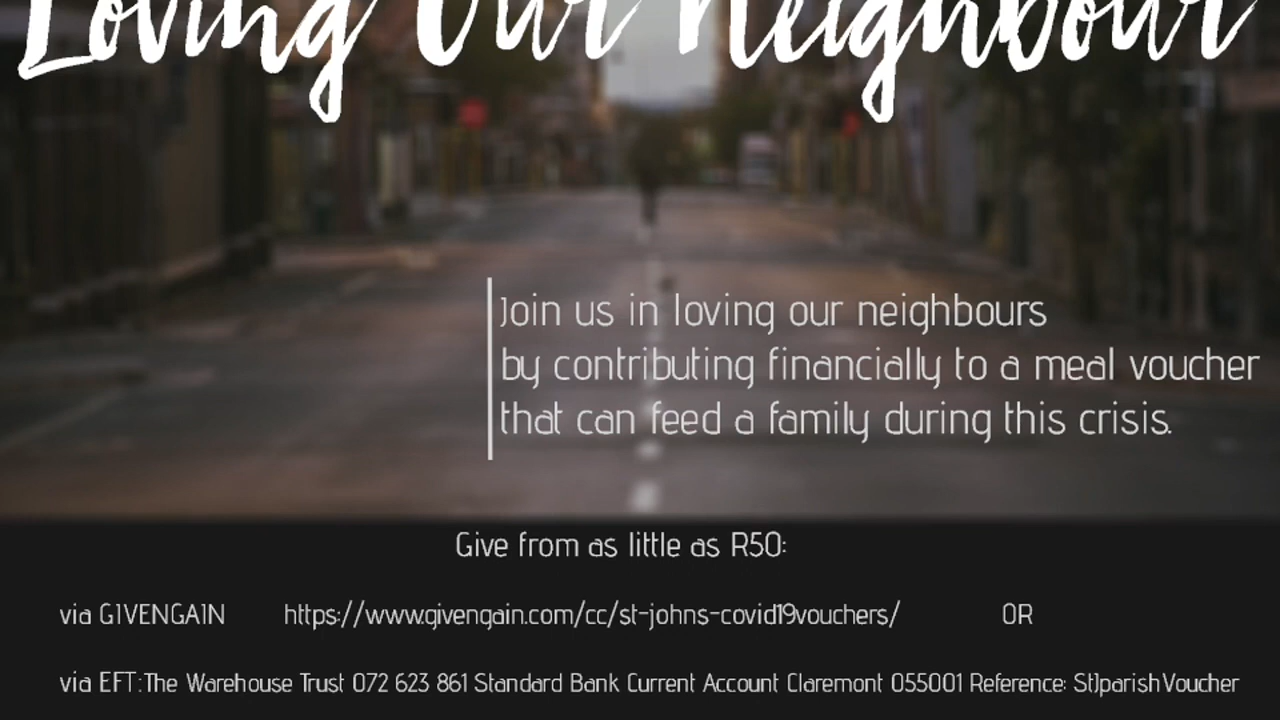 Loving Our Neighbour
Join us in loving our neighbours
by contributing financially to a meal voucher
that can feed a family during this crisis.
Give from as little as R50:
via GIVENGAIN https://www.givengain.com/cc/st-johns-covid19vouchers/ OR
via EFT:The Warehouse Trust 072 623 861 Standard Bank Current Account Claremont 055001 Reference: StJparishVoucher